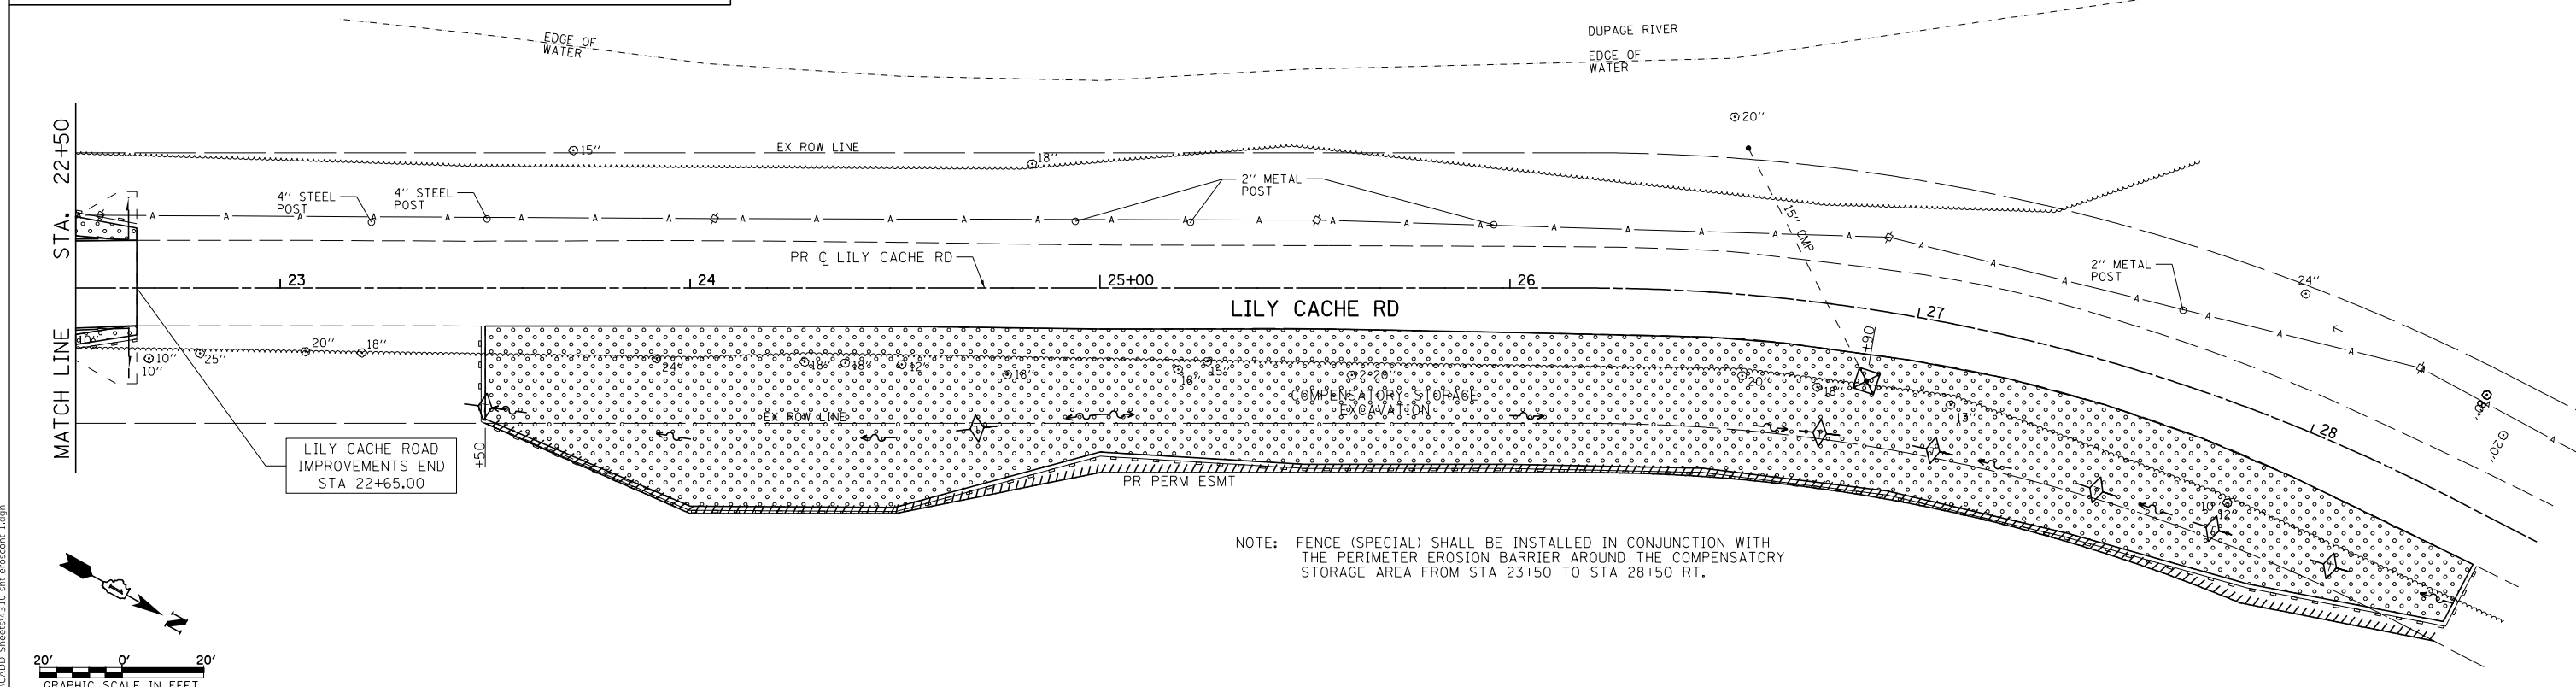 EDGE OF
WATER
DUPAGE RIVER
EDGE OF
WATER
20"
MATCH LINE STA. 22+50
15"
18"
EX ROW LINE
4" STEEL
POST
4" STEEL
POST
2" METAL
POST
15" CMP
A A A A A A A A A A A A A A A A A A A A A A A A A A A A A A
PR ℄ LILY CACHE RD
2" METAL
POST
24"
23
24
25+00
26
27
28
LILY CACHE RD
+90
10"
10"
10"
25"
20"
18"
24"
18"
18"
12"
18"
18"
15"
2-20"
20"
18"
13"
20"
10"
12"
COMPENSATORY STORAGE
EXCAVATION
EX ROW LINE
+50
LILY CACHE ROAD
IMPROVEMENTS END
STA 22+65.00
PR PERM ESMT
NOTE: FENCE (SPECIAL) SHALL BE INSTALLED IN CONJUNCTION WITH
THE PERIMETER EROSION BARRIER AROUND THE COMPENSATORY
STORAGE AREA FROM STA 23+50 TO STA 28+50 RT.
N
20' 0' 20'
GRAPHIC SCALE IN FEET